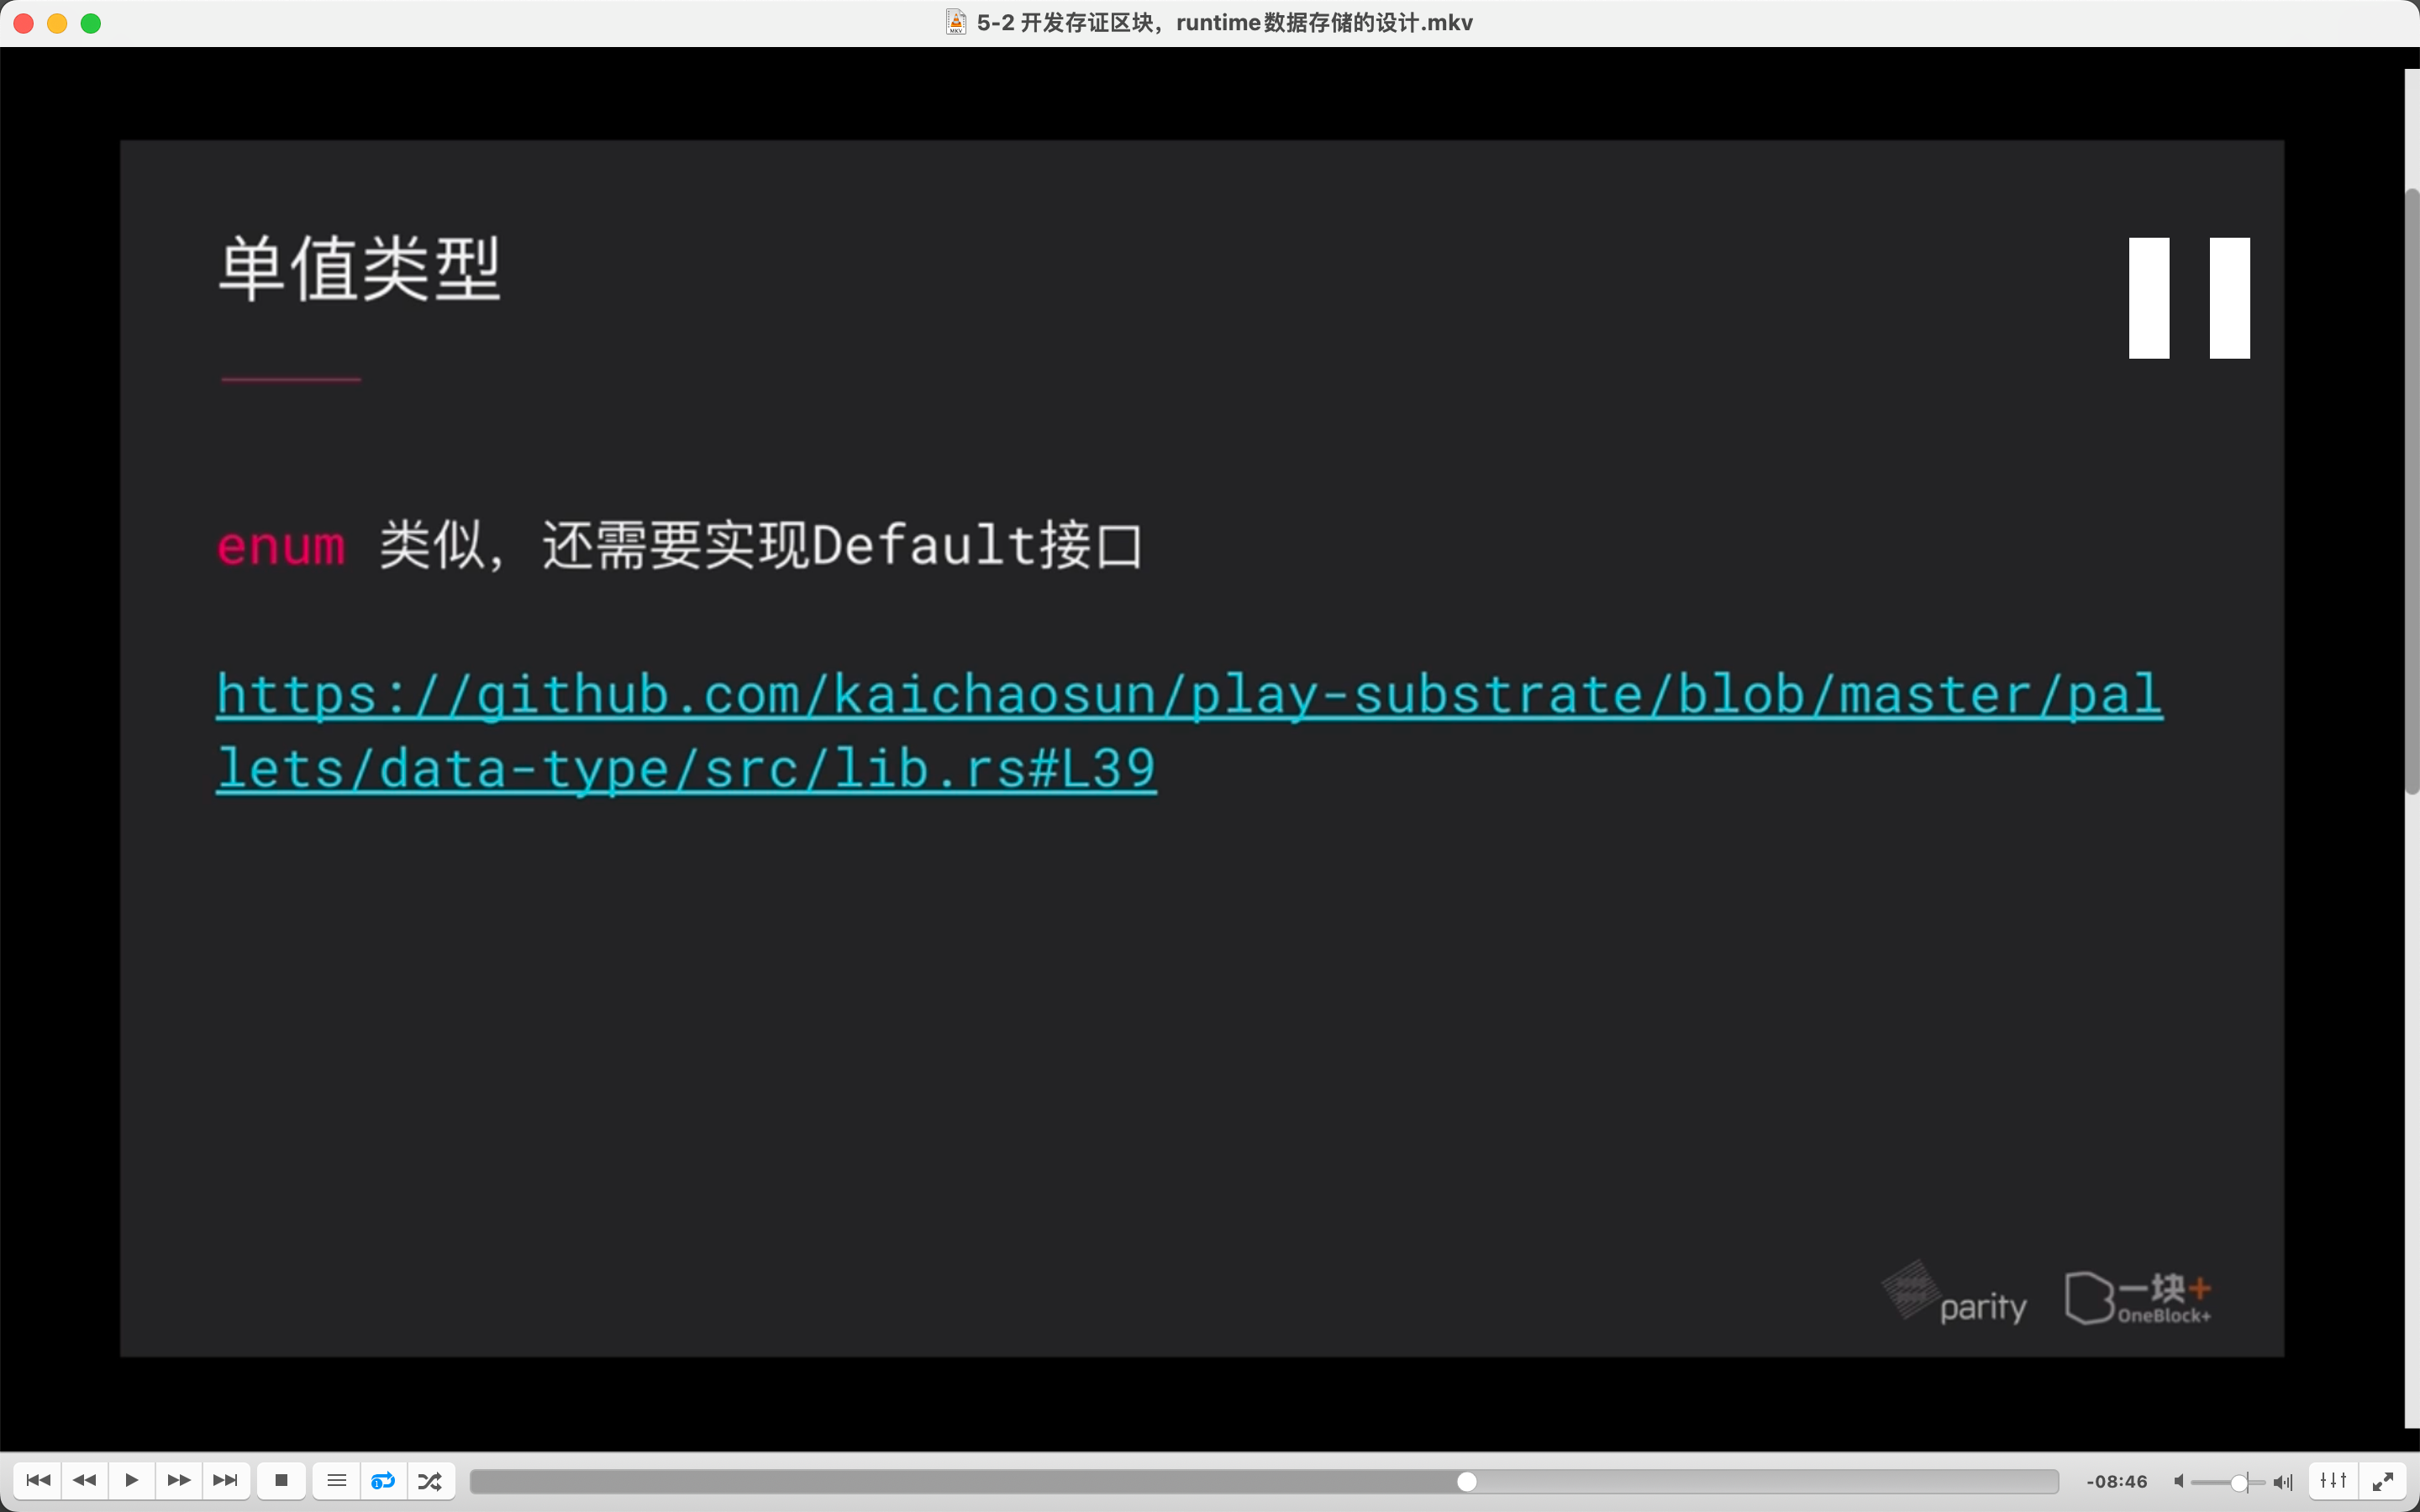 5-2 开发存证区块，runtime数据存储的设计.mkv
单值类型
enum 类似，还需要实现Default接口
https://github.com/kaichaosun/play-substrate/blob/master/pal
lets/data-type/src/lib.rs#L39
parity
一块+
OneBlock+
-08:46